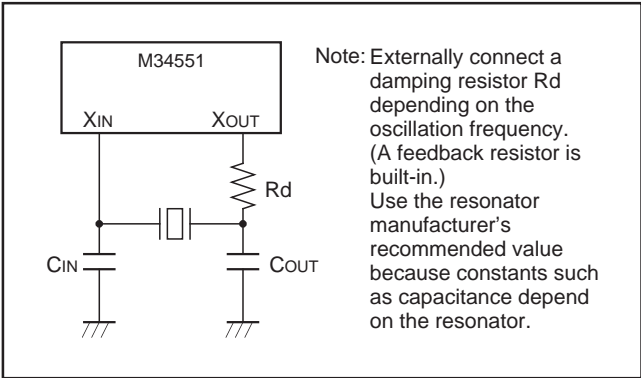 M34551
XIN
XOUT
Rd
CIN
COUT
Note: Externally connect a
damping resistor Rd
depending on the
oscillation frequency.
(A feedback resistor is
built-in.)
Use the resonator
manufacturer's
recommended value
because constants such
as capacitance depend
on the resonator.